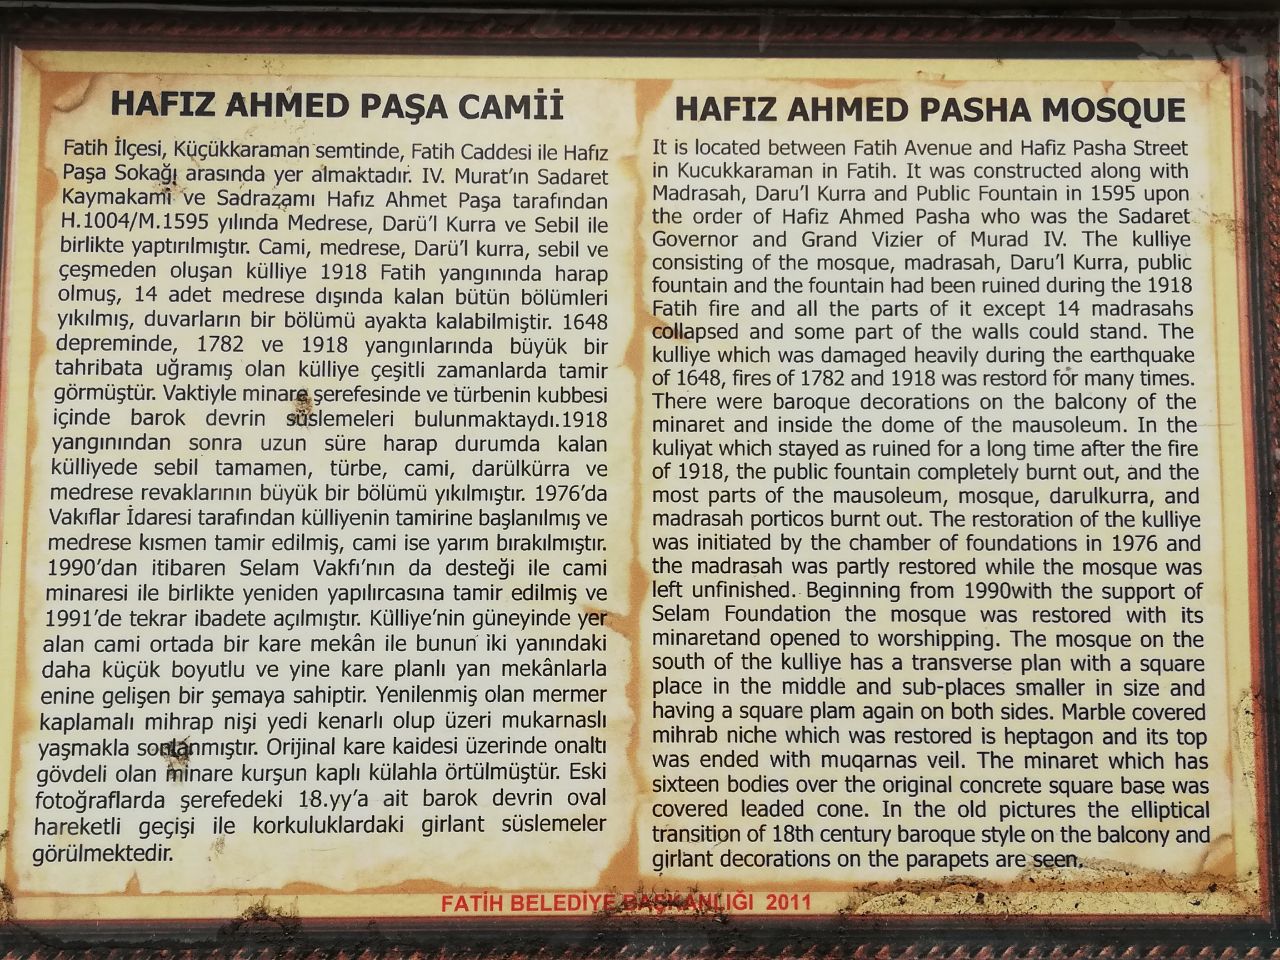 HAFIZ AHMED PAŞA CAMİİ
Fatih İlçesi, Küçükkaraman semtinde, Fatih Caddesi ile Hafız
Paşa Sokağı arasında yer almaktadır. IV. Murat'ın Sadaret
Kaymakamı ve Sadrazamı Hafız Ahmet Paşa tarafından
H.1004/M.1595 yılında Medrese, Darü'l Kurra ve Sebil ile
birlikte yaptırılmıştır. Cami, medrese, Darü'l kurra, sebil ve
çeşmeden oluşan külliye 1918 Fatih yangınında harap
olmuş, 14 adet medrese dışında kalan bütün bölümleri
yıkılmış, duvarların bir bölümü ayakta kalabilmiştir. 1648
depreminde, 1782 ve 1918 yangınlarında büyük bir
tahribata uğramış olan külliye çeşitli zamanlarda tamir
görmüştür. Vaktiyle minare şerefesinde ve türbenin kubbesi
içinde barok devrin süslemeleri bulunmaktaydı.1918
yangınından sonra uzun süre harap durumda kalan
külliyede sebil tamamen, türbe, cami, darülkürra ve
medrese revaklarının büyük bir bölümü yıkılmıştır. 1976'da
Vakıflar İdaresi tarafından külliyenin tamirine başlanılmış ve
medrese kısmen tamir edilmiş, cami ise yarım bırakılmıştır.
1990'dan itibaren Selam Vakfı'nın da desteği ile cami
minaresi ile birlikte yeniden yapılırcasına tamir edilmiş ve
1991'de tekrar ibadete açılmıştır. Külliye'nin güneyinde yer
alan cami ortada bir kare mekân ile bunun iki yanındaki
daha küçük boyutlu ve yine kare planlı yan mekânlarla
enine gelişen bir şemaya sahiptir. Yenilenmiş olan mermer
kaplamalı mihrap nişi yedi kenarlı olup üzeri mukarnaslı
yaşmakla sonlanmıştır. Orijinal kare kaidesi üzerinde onaltı
gövdeli olan minare kurşun kaplı külahla örtülmüştür. Eski
fotoğraflarda şerefedeki 18.yy'a ait barok devrin oval
hareketli geçişi ile korkuluklardaki girlant süslemeler
görülmektedir.
HAFIZ AHMED PASHA MOSQUE
It is located between Fatih Avenue and Hafiz Pasha Street
in Kucukkaraman in Fatih. It was constructed along with
Madrasah, Daru'l Kurra and Public Fountain in 1595 upon
the order of Hafiz Ahmed Pasha who was the Sadaret
Governor and Grand Vizier of Murad IV. The kulliye
consisting of the mosque, madrasah, Daru'l Kurra, public
fountain and the fountain had been ruined during the 1918
Fatih fire and all the parts of it except 14 madrasahs
collapsed and some part of the walls could stand. The
kulliye which was damaged heavily during the earthquake
of 1648, fires of 1782 and 1918 was restord for many times.
There were baroque decorations on the balcony of the
minaret and inside the dome of the mausoleum. In the
kuliyat which stayed as ruined for a long time after the fire
of 1918, the public fountain completely burnt out, and the
most parts of the mausoleum, mosque, darulkurra, and
madrasah porticos burnt out. The restoration of the kulliye
was initiated by the chamber of foundations in 1976 and
the madrasah was partly restored while the mosque was
left unfinished. Beginning from 1990with the support of
Selam Foundation the mosque was restored with its
minaretand opened to worshipping. The mosque on the
south of the kulliye has a transverse plan with a square
place in the middle and sub-places smaller in size and
having a square plam again on both sides. Marble covered
mihrab niche which was restored is heptagon and its top
was ended with muqarnas veil. The minaret which has
sixteen bodies over the original concrete square base was
covered leaded cone. In the old pictures the elliptical
transition of 18th century baroque style on the balcony and
girlant decorations on the parapets are seen.
FATİH BELEDİYE BAŞKANLIĞI 2011